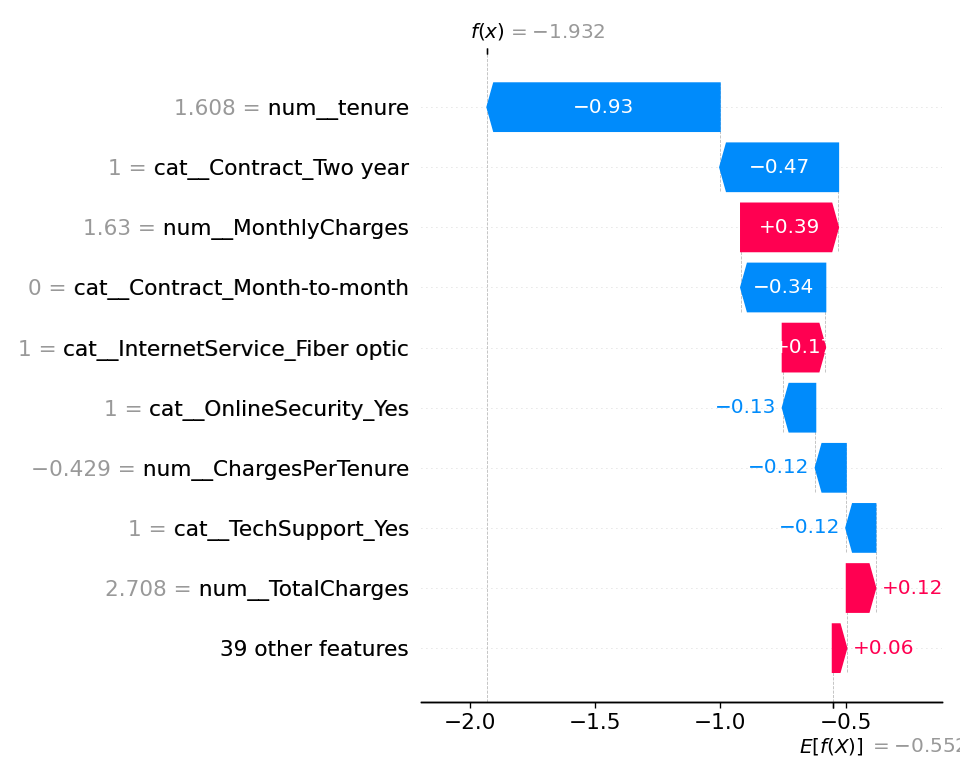 f(x) = −1.932
1.608 = num__tenure
−0.93
1 = cat__Contract_Two year
−0.47
1.63 = num__MonthlyCharges
+0.39
0 = cat__Contract_Month-to-month
−0.34
1 = cat__InternetService_Fiber optic
1 = cat__OnlineSecurity_Yes
−0.13
−0.429 = num__ChargesPerTenure
−0.12
1 = cat__TechSupport_Yes
−0.12
2.708 = num__TotalCharges
+0.12
39 other features
+0.06
−2.0 −1.5 −1.0 −0.5
E[f(X)] = −0.552